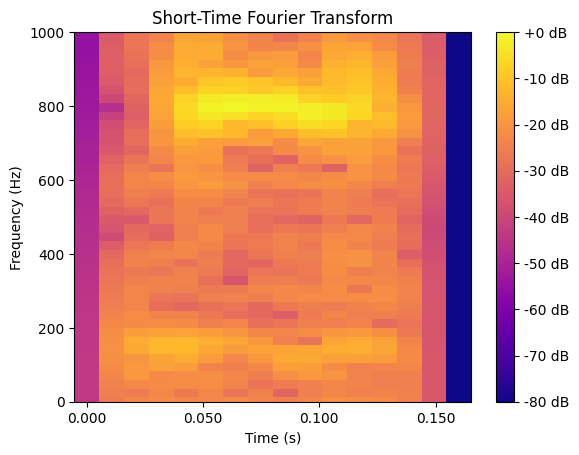 Short-Time Fourier Transform
Frequency (Hz)
1000
800
600
400
200
0
0.000
0.050
0.100
0.150
Time (s)
+0 dB
-10 dB
-20 dB
-30 dB
-40 dB
-50 dB
-60 dB
-70 dB
-80 dB